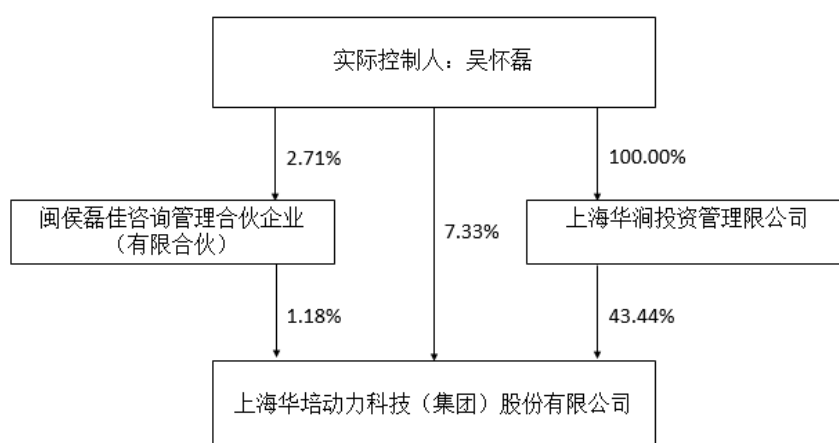 实际控制人：吴怀磊
2.71%
100.00%
闽侯磊佳咨询管理合伙企业
（有限合伙）
7.33%
上海华涧投资管理限公司
1.18%
43.44%
上海华培动力科技（集团）股份有限公司